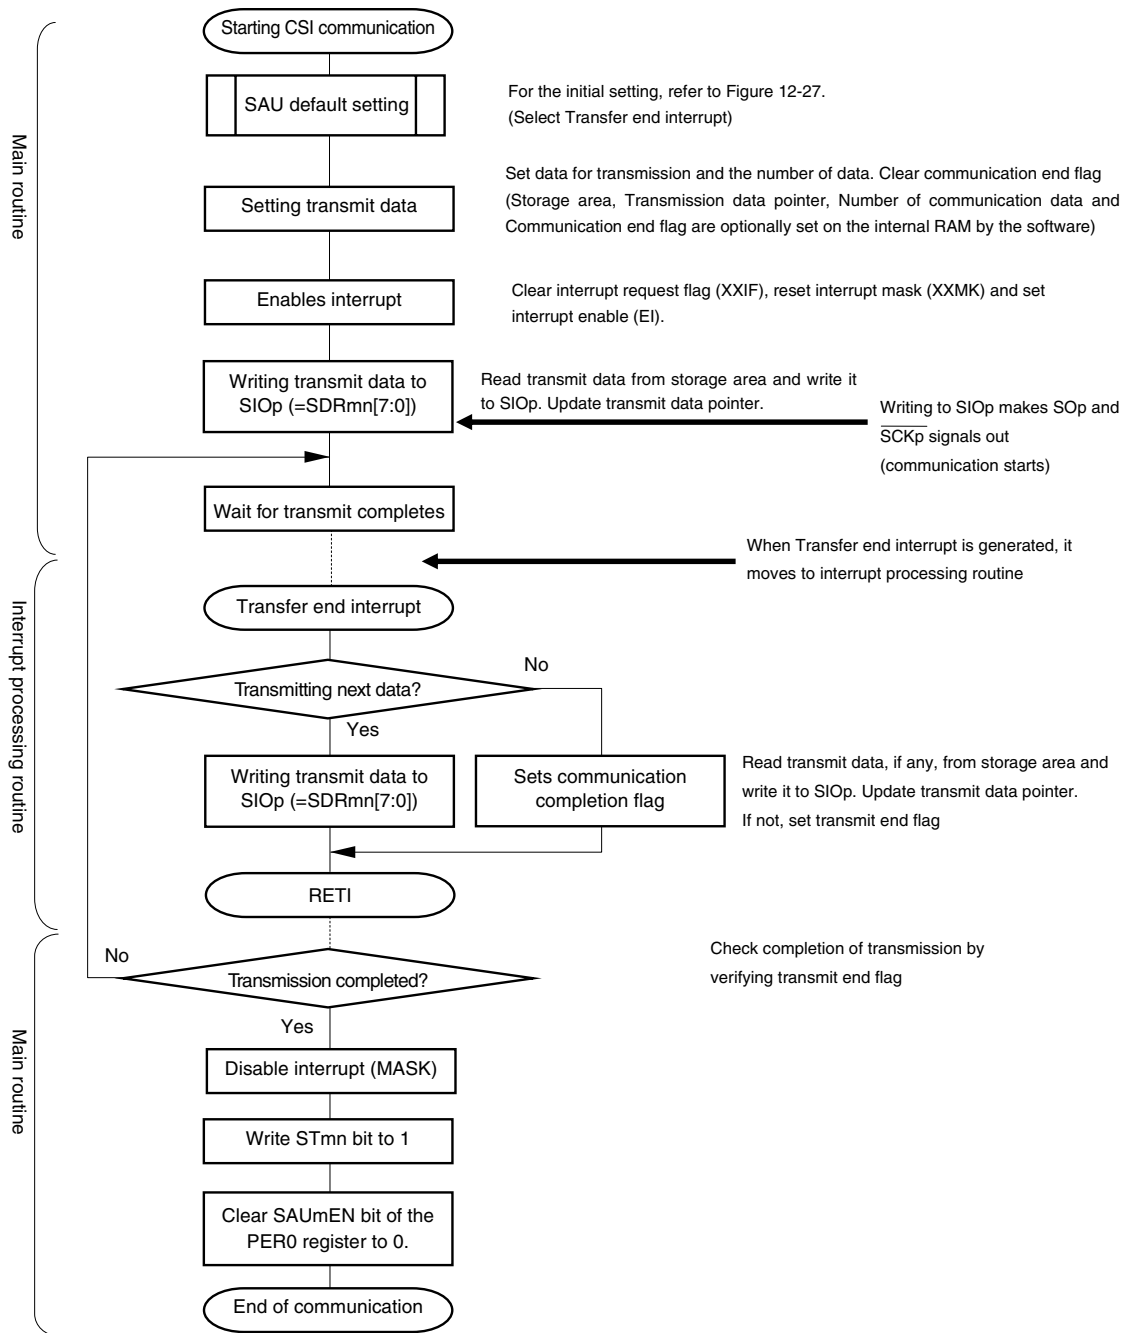 Starting CSI communication
Main routine
SAU default setting
For the initial setting, refer to Figure 12-27.
(Select Transfer end interrupt)
Setting transmit data
Set data for transmission and the number of data. Clear communication end flag
(Storage area, Transmission data pointer, Number of communication data and
Communication end flag are optionally set on the internal RAM by the software)
Enables interrupt
Clear interrupt request flag (XXIF), reset interrupt mask (XXMK) and set
interrupt enable (EI).
Writing transmit data to
SIOp (=SDRmn[7:0])
Read transmit data from storage area and write it
to SIOp. Update transmit data pointer.
Writing to SIOp makes SOp and
SCKp signals out
(communication starts)
Wait for transmit completes
When Transfer end interrupt is generated, it
moves to interrupt processing routine
Interrupt processing routine
Transfer end interrupt
Transmitting next data?
No
Yes
Writing transmit data to
SIOp (=SDRmn[7:0])
Sets communication
completion flag
Read transmit data, if any, from storage area and
write it to SIOp. Update transmit data pointer.
If not, set transmit end flag
RETI
Main routine
No
Transmission completed?
Check completion of transmission by
verifying transmit end flag
Yes
Disable interrupt (MASK)
Write STmn bit to 1
Clear SAUmEN bit of the
PER0 register to 0.
End of communication